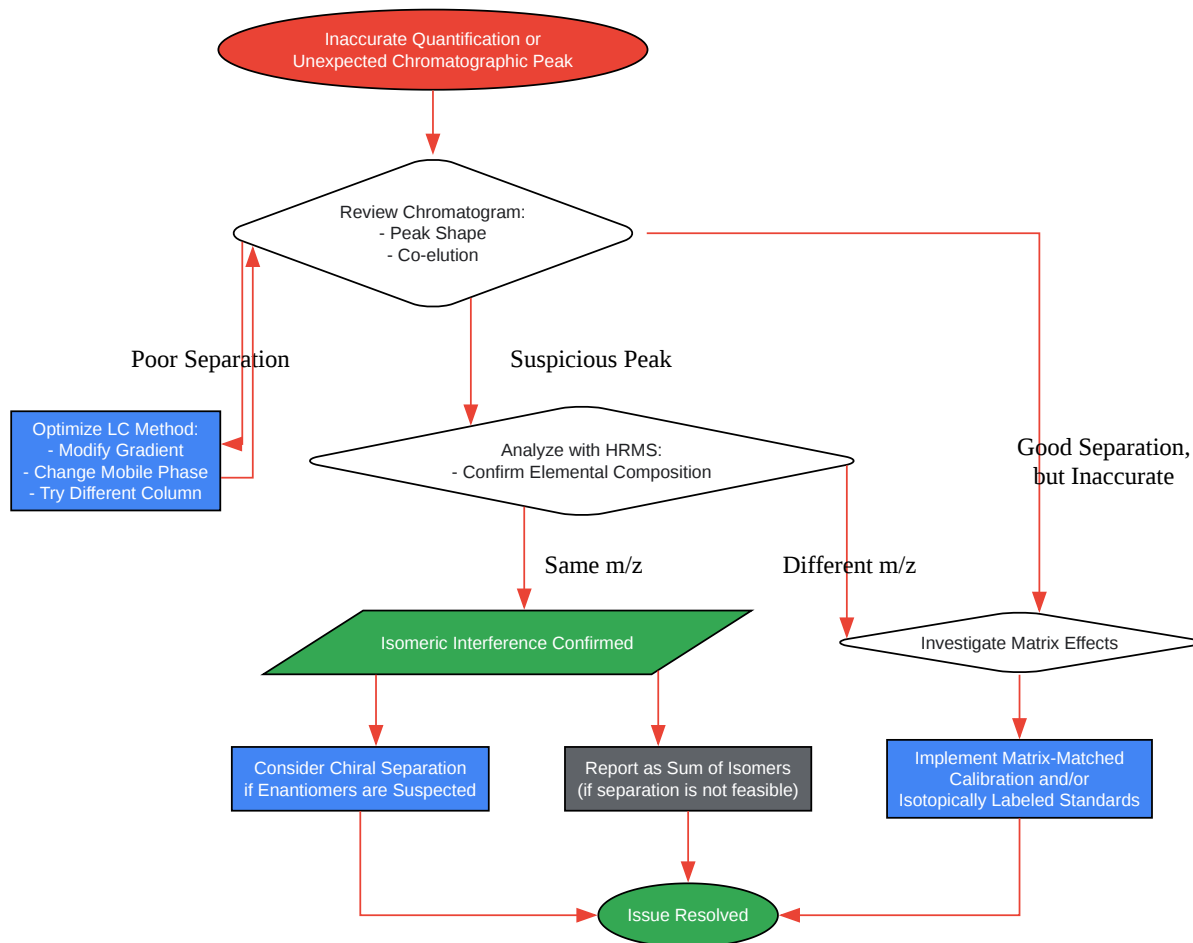 Inaccurate Quantification or
Unexpected Chromatographic Peak
Review Chromatogram:
- Peak Shape
- Co-elution
Poor Separation
Suspicious Peak
Optimize LC Method:
- Modify Gradient
- Change Mobile Phase
- Try Different Column
Analyze with HRMS:
- Confirm Elemental Composition
Good Separation,
but Inaccurate
Same m/z
Different m/z
Isomeric Interference Confirmed
Investigate Matrix Effects
Consider Chiral Separation
if Enantiomers are Suspected
Report as Sum of Isomers
(if separation is not feasible)
Implement Matrix-Matched
Calibration and/or
Isotopically Labeled Standards
Issue Resolved